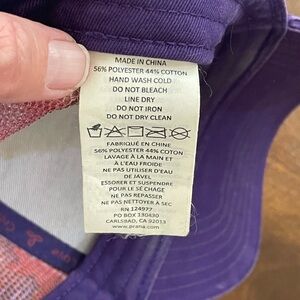 MADE IN CHINA
56% POLYESTER 44% COTTON
HAND WASH COLD
DO NOT BLEACH
LINE DRY
DO NOT IRON
DO NOT DRY CLEAN
FABRIQUÉ EN CHINE
56% POLYESTER 44% COTON
LAVAGE À LA MAIN ET
À L'EAU FROIDE
NE PAS UTILISER D'EAU
DE JAVEL
ESSORER ET SUSPENDRE
POUR LE SÉCHAGE
NE PAS REPASSER
NE PAS NETTOYER À SEC
RN 124977
PO BOX 130430
CARLSBAD, CA 92013
www.prana.com